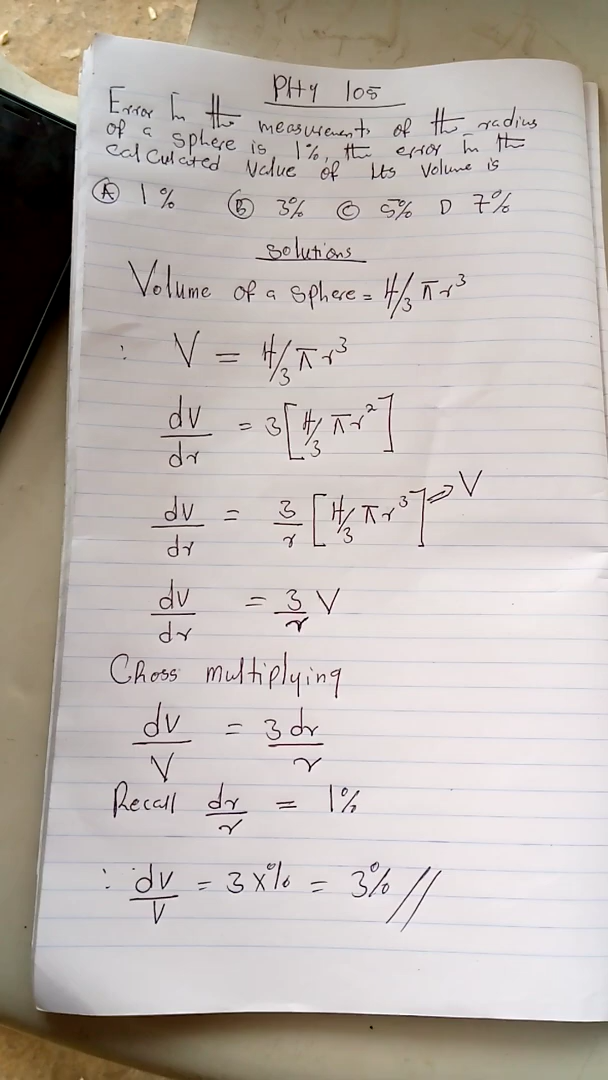 PHY 105
Error in the measurements of the radius
of a sphere is 1%, the error in the
calculated value of its volume is
Ⓐ 1% Ⓑ 3% Ⓒ 5% D 7%
Solutions
Volume of a sphere = 4/3 πr³
∴ V = 4/3 πr³
dv/dr = 3[4/3 πr²]
dv/dr = 3/r [4/3 πr³] ⇒ V
dv/dr = 3/r V
Cross multiplying
dv/V = 3dr/r
Recall dr/r = 1%
∴ dv/V = 3x% = 3% //